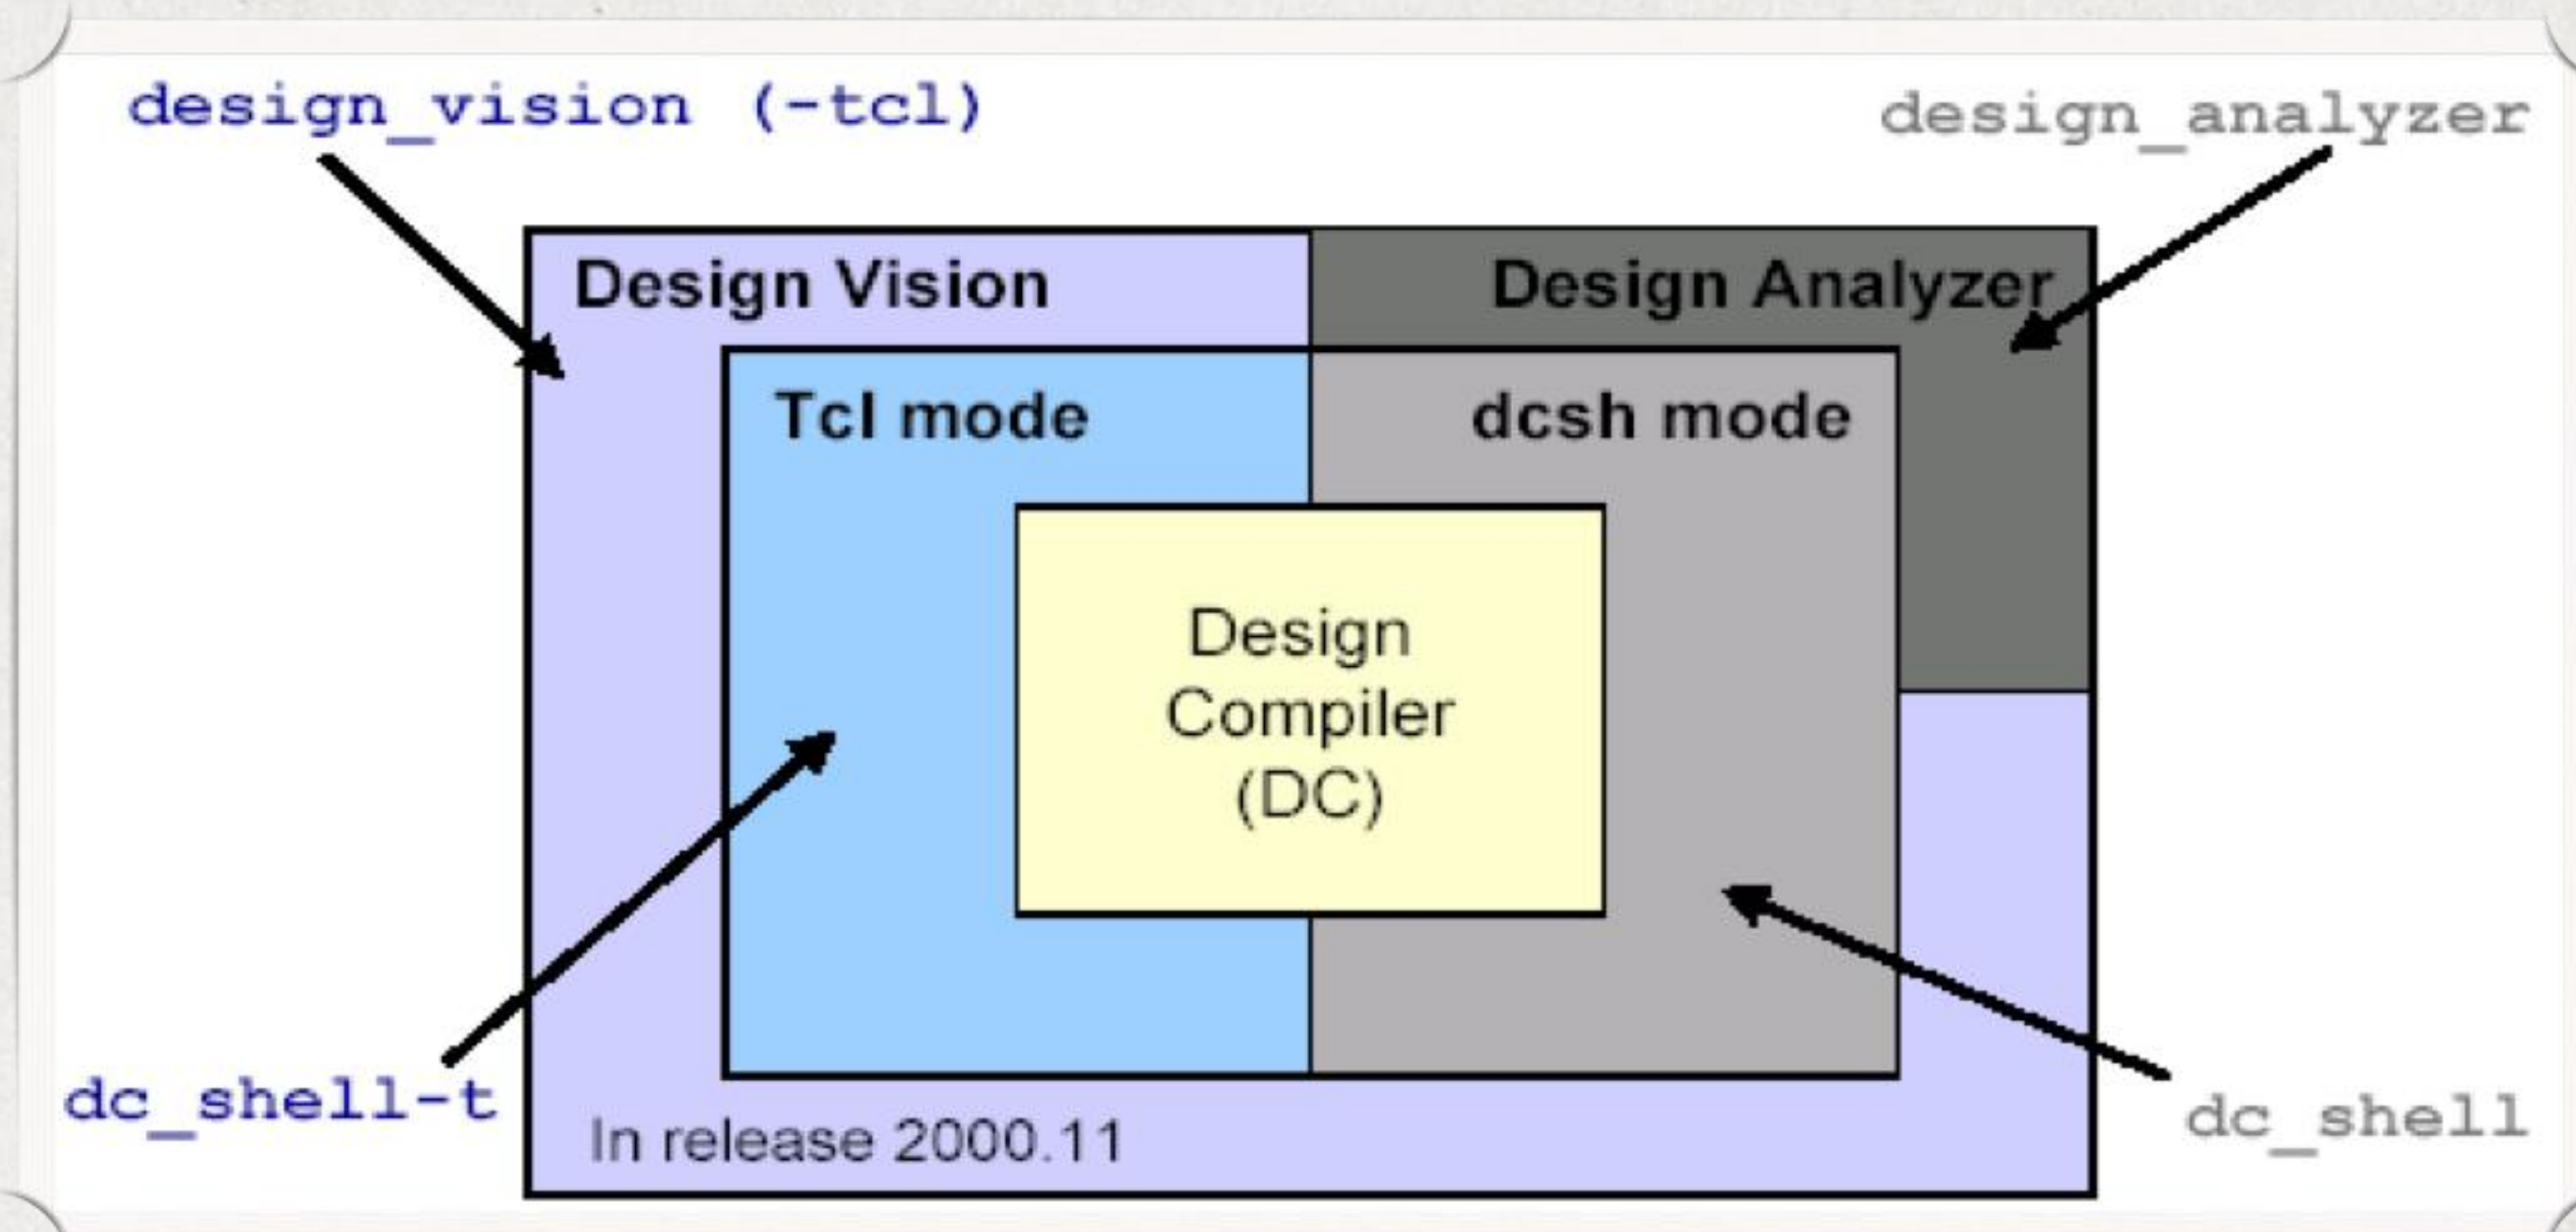 design_vision (-tcl)
design_analyzer
Design Vision
Design Analyzer
Tcl mode
dcsh mode
Design
Compiler
(DC)
dc_shell-t
In release 2000.11
dc_shell